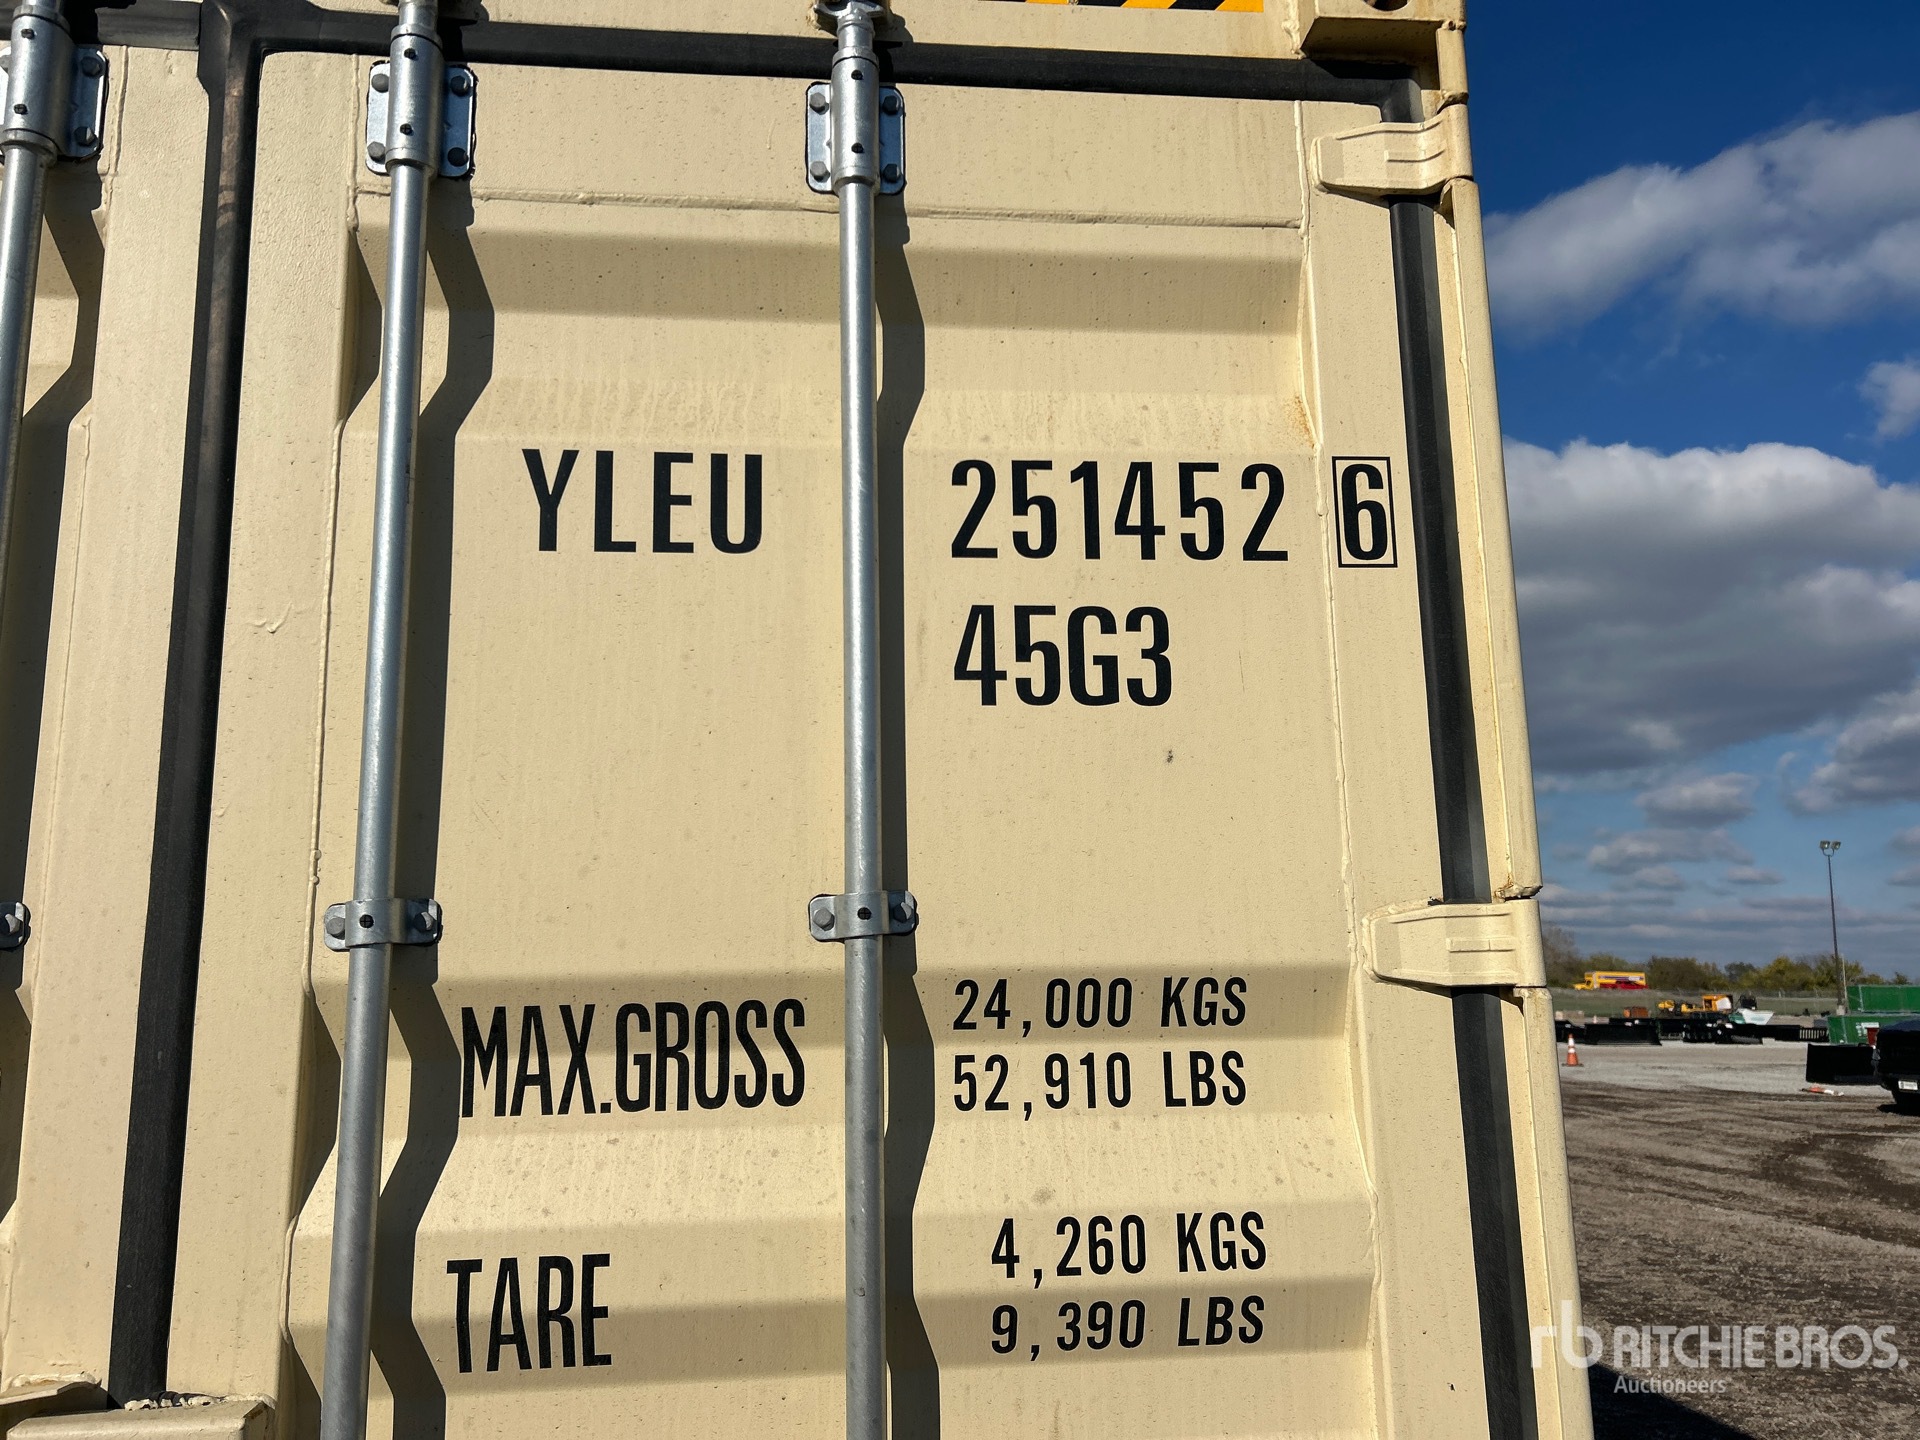 YLEU 251452 6
45G3
MAX.GROSS 24,000 KGS
52,910 LBS
TARE 4,260 KGS
9,390 LBS
rb RITCHIE BROS.
Auctioneers